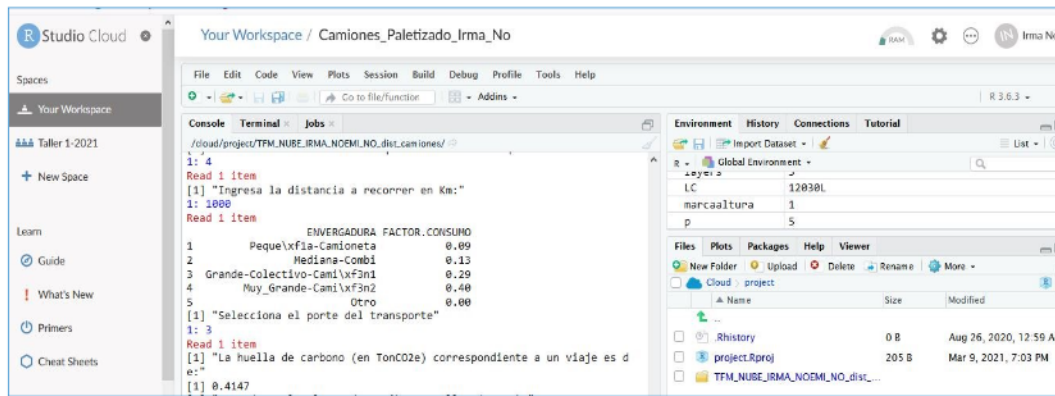 R Studio Cloud
Your Workspace / Camiones_Paletizado_Irma_No
RAM
IN
Irma No
Spaces
Your Workspace
Taller 1-2021
New Space
Learn
Guide
What's New
Primers
Cheat Sheets
File Edit Code View Plots Session Build Debug Profile Tools Help
Go to file/function
Addins
R 3.6.3
Console Terminal Jobs
/cloud/project/TFM_NUBE_IRMA_NOEMI_NO_dist_camiones/
1: 4
Read 1 item
[1] "Ingresa la distancia a recorrer en Km:"
1: 1000
Read 1 item
ENVERGADURA FACTOR.CONSUMO
1 Peque\xf1a-Camioneta 0.09
2 Mediana-Combi 0.13
3 Grande-Colectivo-Cami\xf3n1 0.29
4 Muy_Grande-Cami\xf3n2 0.40
5 Otro 0.00
[1] "Selecciona el porte del transporte"
1: 3
Read 1 item
[1] "La huella de carbono (en TonCO2e) correspondiente a un viaje es d
e:"
[1] 0.4147
Environment History Connections Tutorial
Import Dataset
List
R Global Environment
layers 5
LC 12030L
marcaaltura 1
p 5
Files Plots Packages Help Viewer
New Folder Upload Delete Rename More
Cloud project
Name Size Modified
..
.Rhistory 0 B Aug 26, 2020, 12:59 A
project.Rproj 205 B Mar 9, 2021, 7:03 PM
TFM_NUBE_IRMA_NOEMI_NO_dist_...